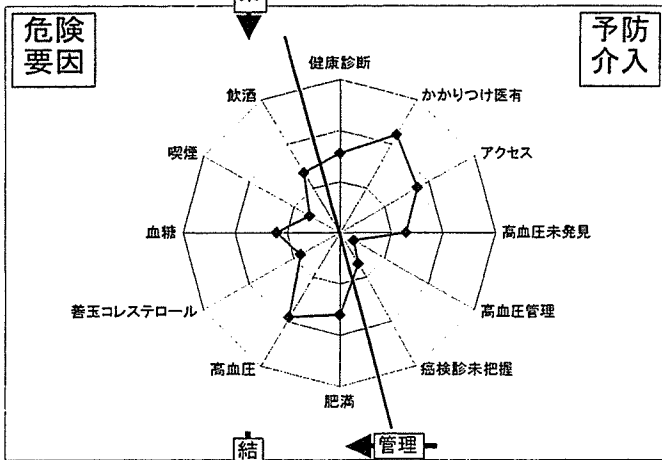 危険
要因
予防
介入
健康診断
飲酒
かかりつけ医有
喫煙
アクセス
血糖
高血圧未発見
善玉コレステロール
高血圧管理
高血圧
癌検診未把握
肥満
結
管理